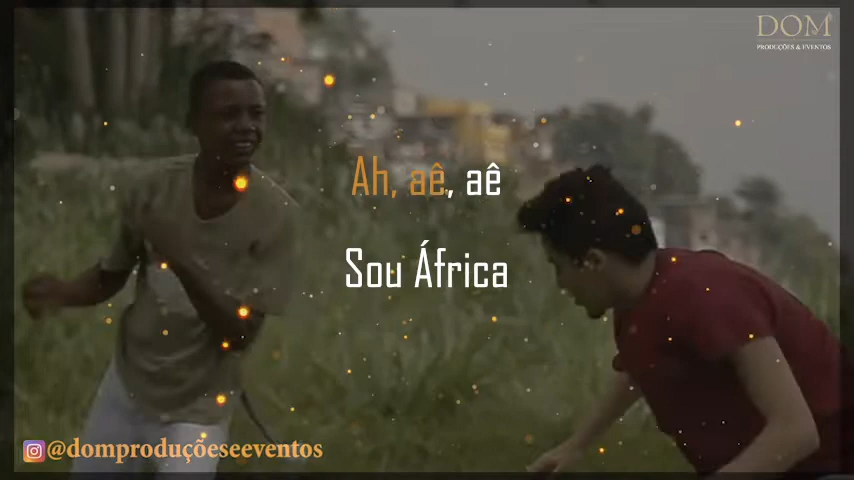 DOM
PRODUÇÕES & EVENTOS
Ah, aê, aê
Sou África
@domproduçõeseeventos